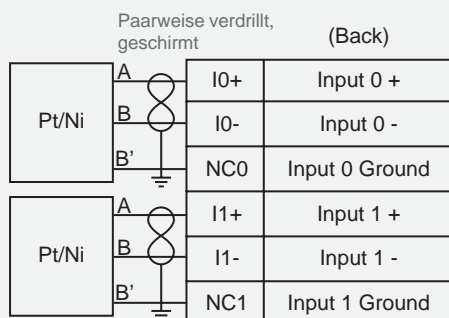 Paarweise verdrillt,
geschirmt
(Back)
A
I0+
Input 0 +
Pt/Ni
B
I0-
Input 0 -
B'
NC0
Input 0 Ground
A
I1+
Input 1 +
Pt/Ni
B
I1-
Input 1 -
B'
NC1
Input 1 Ground